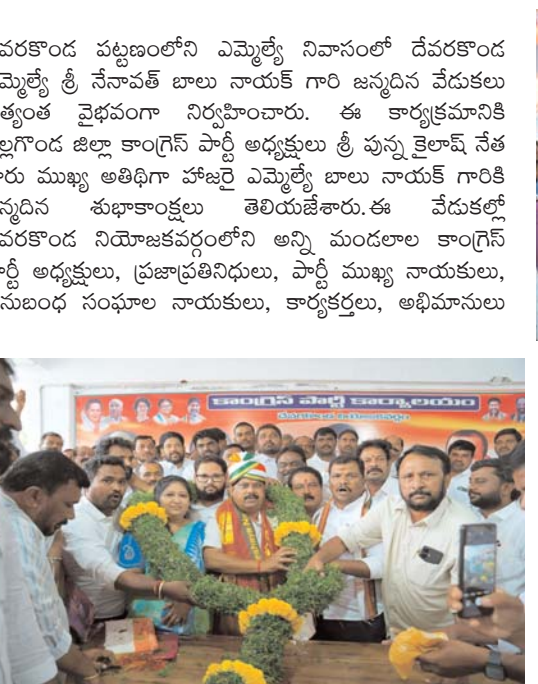 వరకొండ పట్టణంలోని ఎమ్మెల్యే నివాసంలో దేవరకొండ
మ్మెల్యే శ్రీ నేనావత్ బాలు నాయక్ గారి జన్మదిన వేడుకలు
త్యంత వైభవంగా నిర్వహించారు. ఈ కార్యక్రమానికి
ల్లగొండ జిల్లా కాంగ్రెస్ పార్టీ అధ్యక్షులు శ్రీ పున్న కైలాష్ నేత
రు ముఖ్య అతిథిగా హాజరై ఎమ్మెల్యే బాలు నాయక్ గారికి
న్మదిన శుభాకాంక్షలు తెలియజేశారు.ఈ వేడుకల్లో
వరకొండ నియోజకవర్గంలోని అన్ని మండలాల కాంగ్రెస్
ర్టీ అధ్యక్షులు, ప్రజాప్రతినిధులు, పార్టీ ముఖ్య నాయకులు,
నుబంధ సంఘాల నాయకులు, కార్యకర్తలు, అభిమానులు
కాంగ్రెస్ పార్టీ కార్యాలయం
దేవరకొండ నియోజకవర్గం